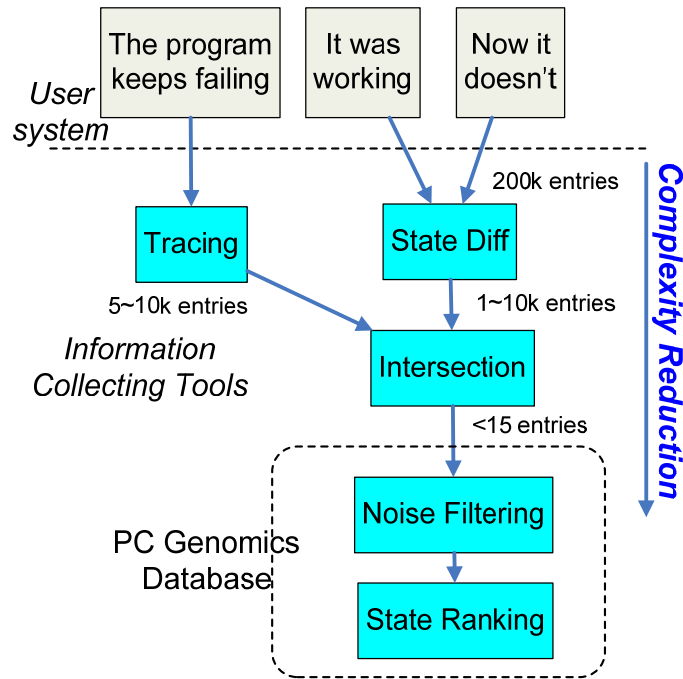 The program
keeps failing
It was
working
Now it
doesn't
User
system
200k entries
Tracing
State Diff
5~10k entries
1~10k entries
Information
Collecting Tools
Intersection
<15 entries
Complexity Reduction
Noise Filtering
PC Genomics
Database
State Ranking